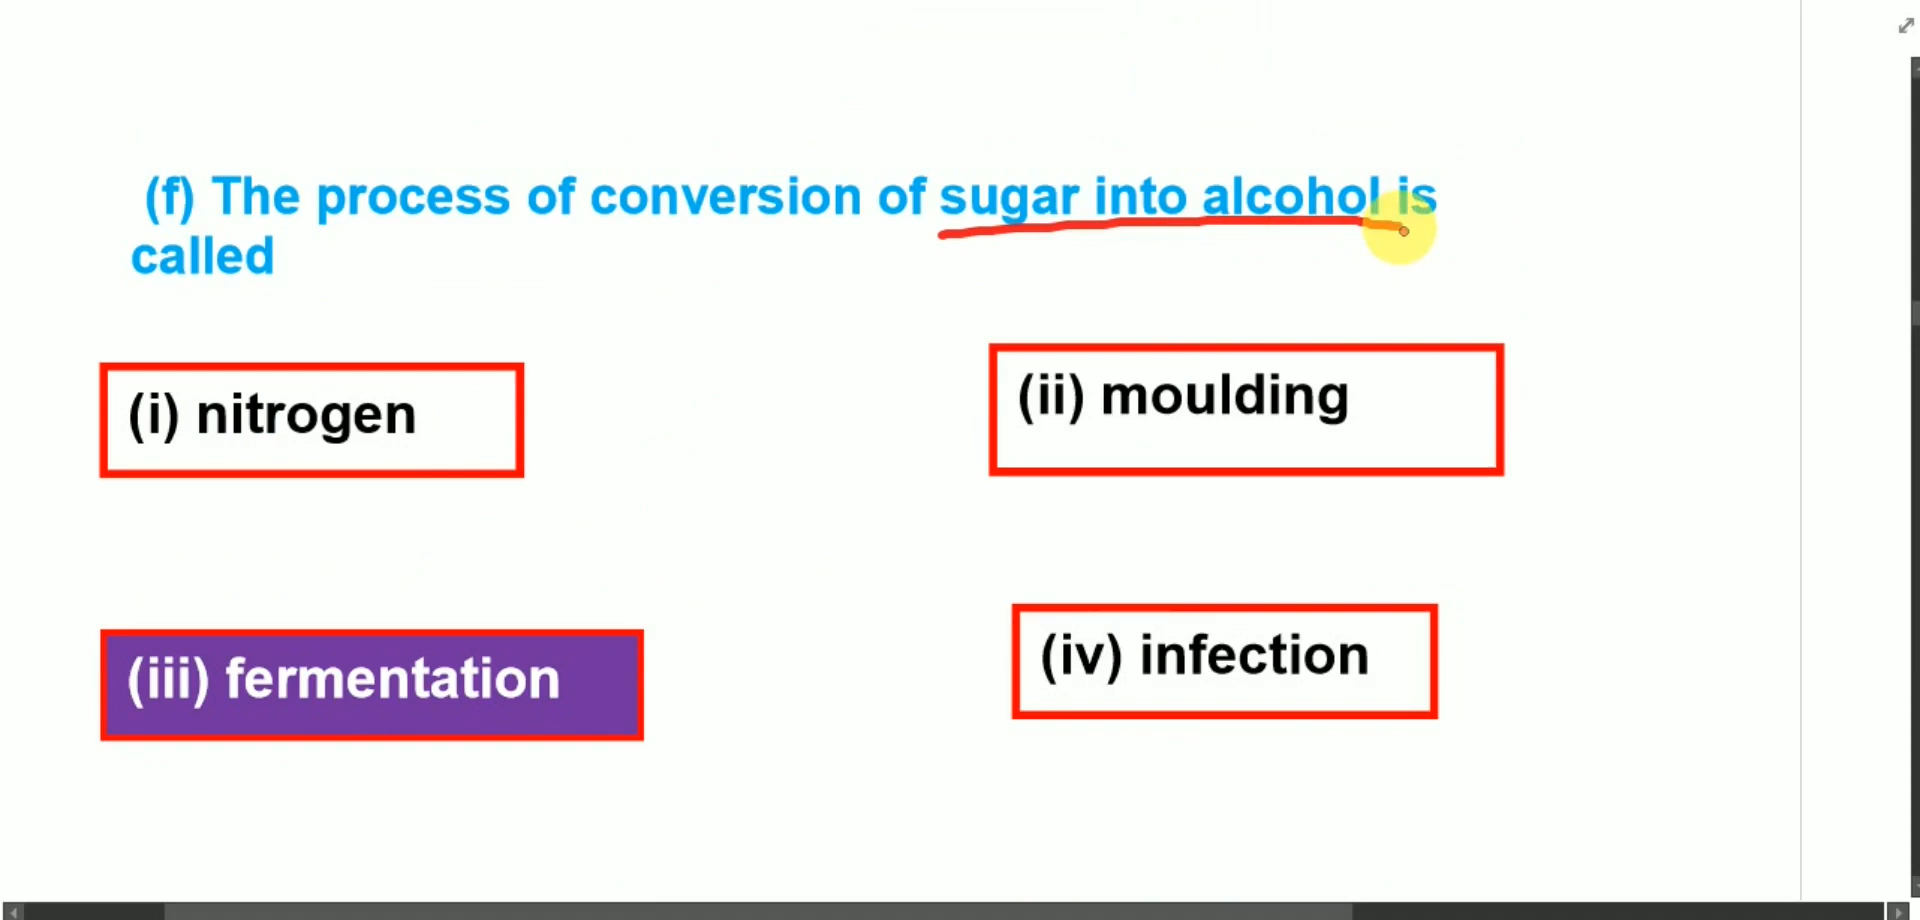 (f) The process of conversion of sugar into alcohol is
called
(i) nitrogen
(ii) moulding
(iii) fermentation
(iv) infection